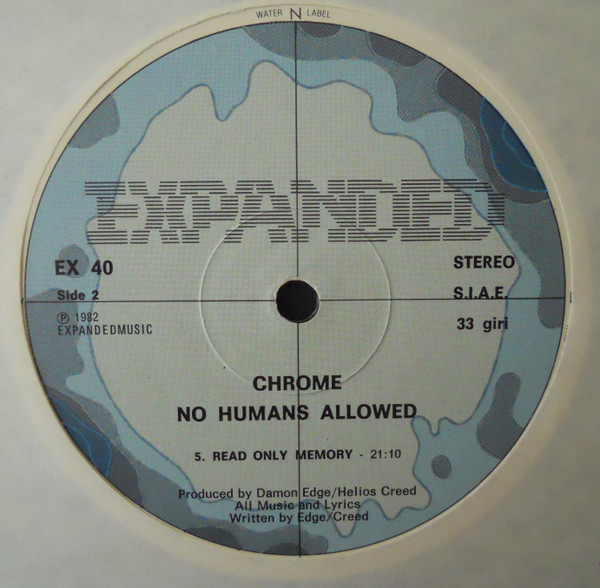 WATER N LABEL
EXPANDED
EX 40
STEREO
Side 2
S.I.A.E.
℗ 1982
EXPANDEDMUSIC
33 giri
CHROME
NO HUMANS ALLOWED
5. READ ONLY MEMORY - 21:10
Produced by Damon Edge/Helios Creed
All Music and Lyrics
Written by Edge/Creed